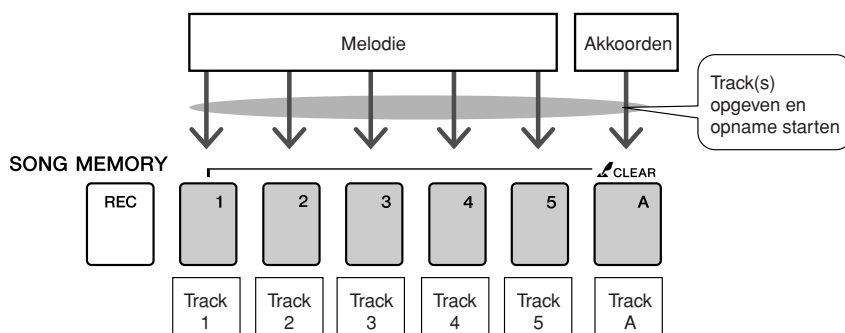 Melodie
Akkoorden
Track(s)
opgeven en
opname starten
SONG MEMORY
CLEAR
REC
1
2
3
4
5
A
Track
1
Track
2
Track
3
Track
4
Track
5
Track
A